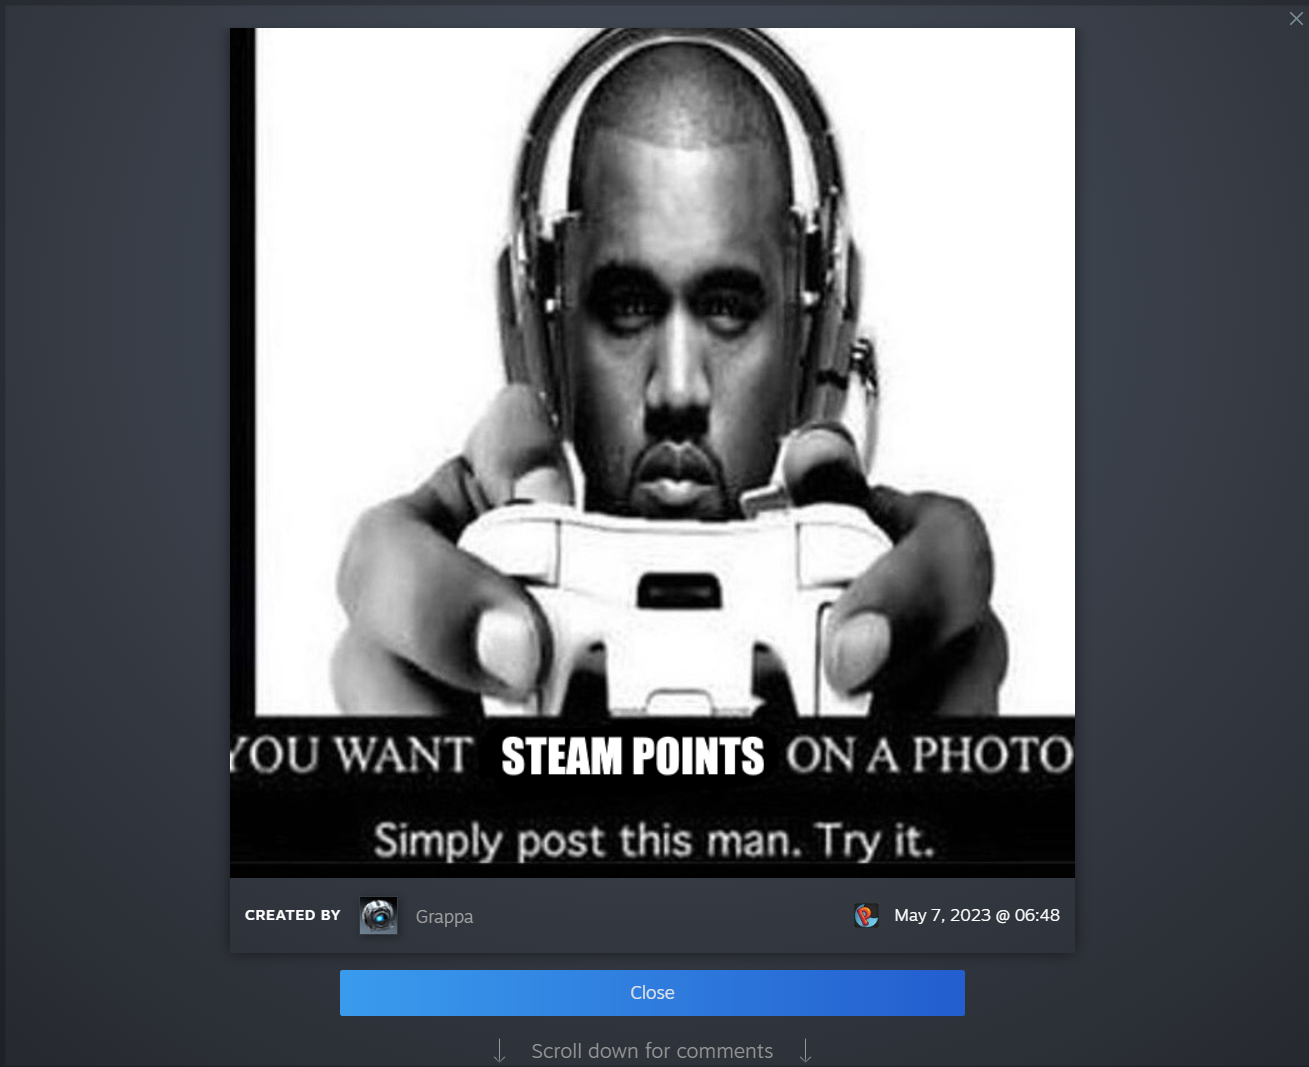 YOU WANT STEAM POINTS ON A PHOTO
Simply post this man. Try it.
CREATED BY Grappa May 7, 2023 @ 06:48
Close
Scroll down for comments